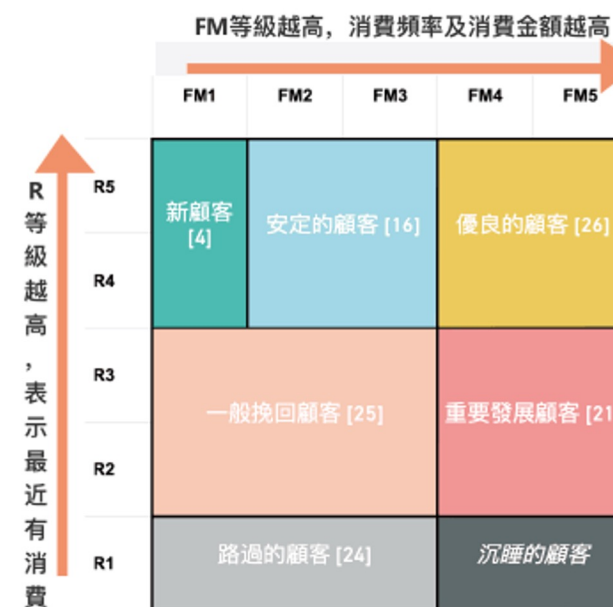 FM等級越高，消費頻率及消費金額越高
FM1 FM2 FM3 FM4 FM5
R等級越高，表示最近有消費
R5
新顧客
[4]
安定的顧客 [16]
優良的顧客 [26]
R4
R3
一般挽回顧客 [25]
重要發展顧客 [21
R2
R1
路過的顧客 [24]
沉睡的顧客